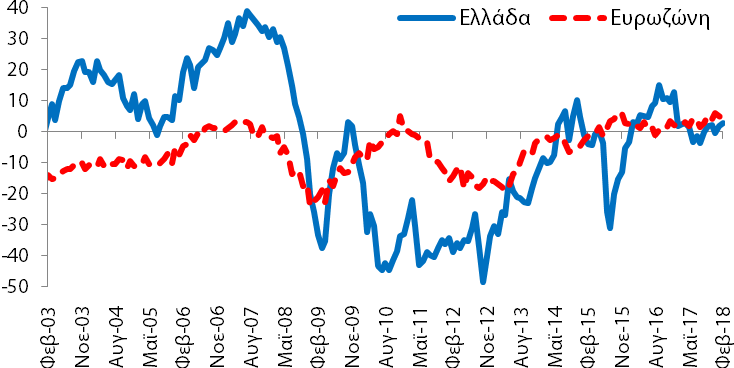 Ελλάδα Ευρωζώνη
40
30
20
10
0
-10
-20
-30
-40
-50
Φεβ-03
Νοε-03
Αυγ-04
Μαϊ-05
Φεβ-06
Νοε-06
Αυγ-07
Μαϊ-08
Φεβ-09
Νοε-09
Αυγ-10
Μαϊ-11
Φεβ-12
Νοε-12
Αυγ-13
Μαϊ-14
Φεβ-15
Νοε-15
Αυγ-16
Μαϊ-17
Φεβ-18